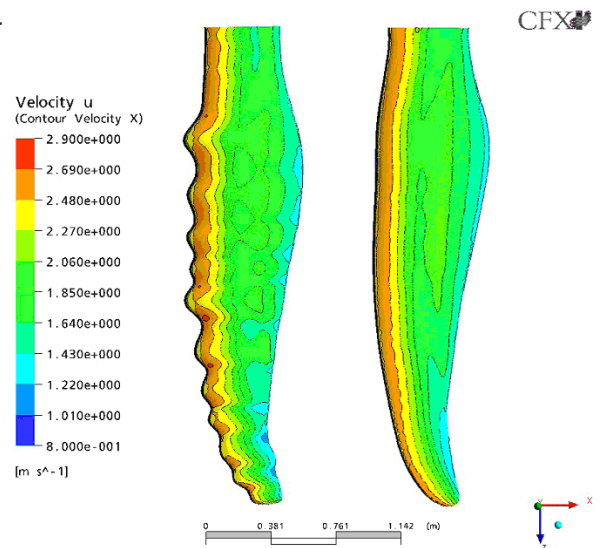 CFX
Velocity u
(Contour Velocity X)
2.900e+000
2.690e+000
2.480e+000
2.270e+000
2.060e+000
1.850e+000
1.640e+000
1.430e+000
1.220e+000
1.010e+000
8.000e-001
[m s^-1]
0 0.381 0.761 1.142 (m)
Y X
Z